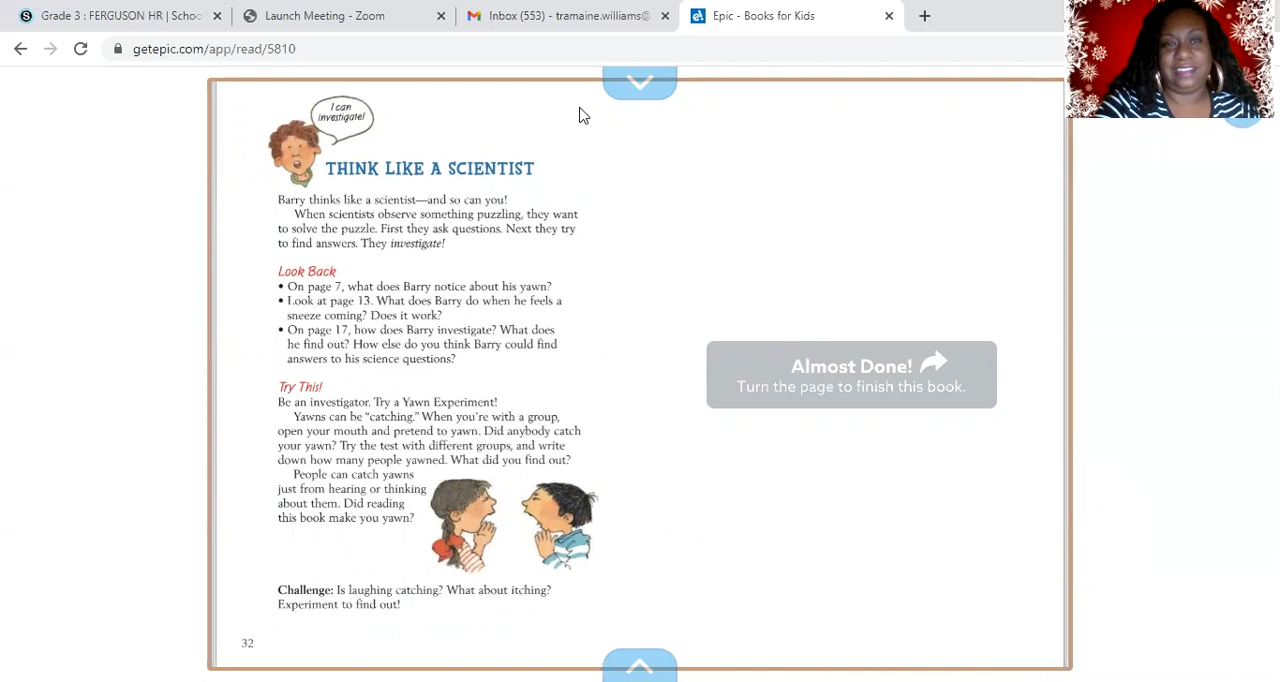 Grade 3 : FERGUSON HR | Schoo
Launch Meeting - Zoom
Inbox (553) - tramaine.williams@
Epic - Books for Kids
getepic.com/app/read/5810
I can
investigate!
THINK LIKE A SCIENTIST
Barry thinks like a scientist—and so can you!
When scientists observe something puzzling, they want
to solve the puzzle. First they ask questions. Next they try
to find answers. They investigate!
Look Back
• On page 7, what does Barry notice about his yawn?
• Look at page 13. What does Barry do when he feels a
sneeze coming? Does it work?
• On page 17, how does Barry investigate? What does
he find out? How else do you think Barry could find
answers to his science questions?
Try This!
Be an investigator. Try a Yawn Experiment!
Yawns can be “catching.” When you’re with a group,
open your mouth and pretend to yawn. Did anybody catch
your yawn? Try the test with different groups, and write
down how many people yawned. What did you find out?
People can catch yawns
just from hearing or thinking
about them. Did reading
this book make you yawn?
Challenge: Is laughing catching? What about itching?
Experiment to find out!
32
Almost Done!
Turn the page to finish this book.